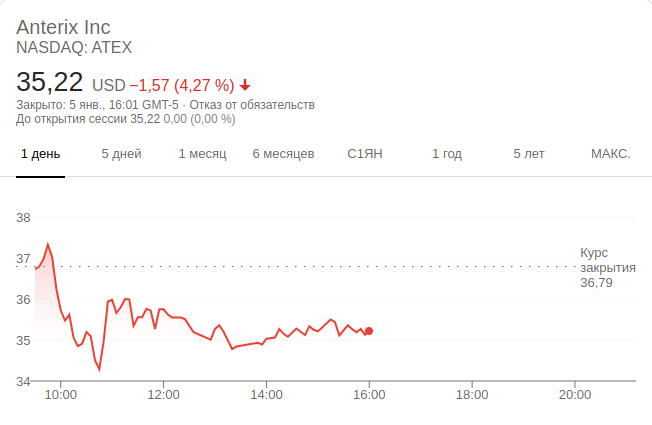 Anterix Inc
NASDAQ: ATEX
35,22 USD −1,57 (4,27 %)
Закрыто: 5 янв., 16:01 GMT-5 · Отказ от обязательств
До открытия сессии 35,22 0,00 (0,00 %)
1 день 5 дней 1 месяц 6 месяцев С1ЯН 1 год 5 лет МАКС.
38
37
36
35
34
Курс
закрытия
36,79
10:00 12:00 14:00 16:00 18:00 20:00